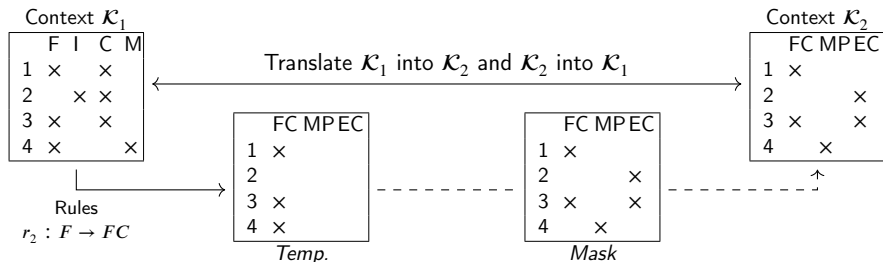 Context 𝒦₁
F I C M
1 × ×
2 × ×
3 × ×
4 × ×
Translate 𝒦₁ into 𝒦₂ and 𝒦₂ into 𝒦₁
Context 𝒦₂
FC MP EC
1 ×
2 ×
3 × ×
4 ×
Rules
r₂ : F → FC
FC MP EC
1 ×
2
3 ×
4 ×
Temp.
FC MP EC
1 ×
2 ×
3 × ×
4 ×
Mask